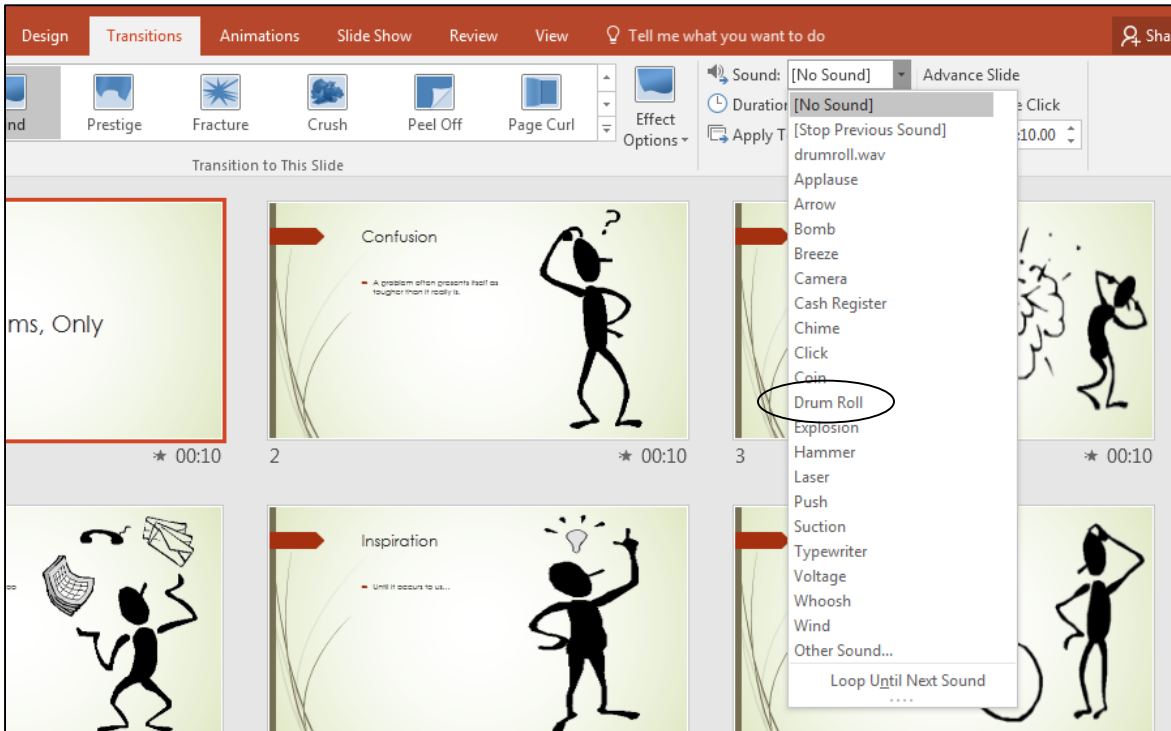 Design Transitions Animations Slide Show Review View Tell me what you want to do Sha
nd Prestige Fracture Crush Peel Off Page Curl
Effect
Options
Transition to This Slide
Sound: [No Sound] Advance Slide
Duration e Click
Apply T :10.00
[No Sound]
[Stop Previous Sound]
drumroll.wav
Applause
Arrow
Bomb
Breeze
Camera
Cash Register
Chime
Click
Coin
Drum Roll
Explosion
Hammer
Laser
Push
Suction
Typewriter
Voltage
Whoosh
Wind
Other Sound...
Loop Until Next Sound
ms, Only
00:10
Confusion
A problem often presents itself as
tougher than it really is.
?
2 00:10
3 00:10
Inspiration
Until it occurs to us...